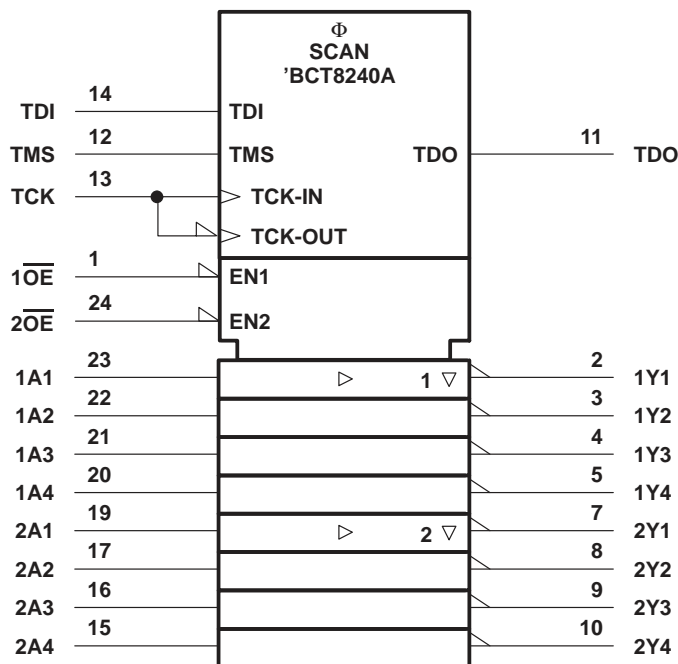 Φ
SCAN
'BCT8240A
TDI 14 TDI
TMS 12 TMS TDO 11 TDO
TCK 13 TCK-IN
TCK-OUT
1O̅E̅ 1 EN1
2O̅E̅ 24 EN2
1A1 23 1 2 1Y1
1A2 22 3 1Y2
1A3 21 4 1Y3
1A4 20 5 1Y4
2A1 19 2 7 2Y1
2A2 17 8 2Y2
2A3 16 9 2Y3
2A4 15 10 2Y4